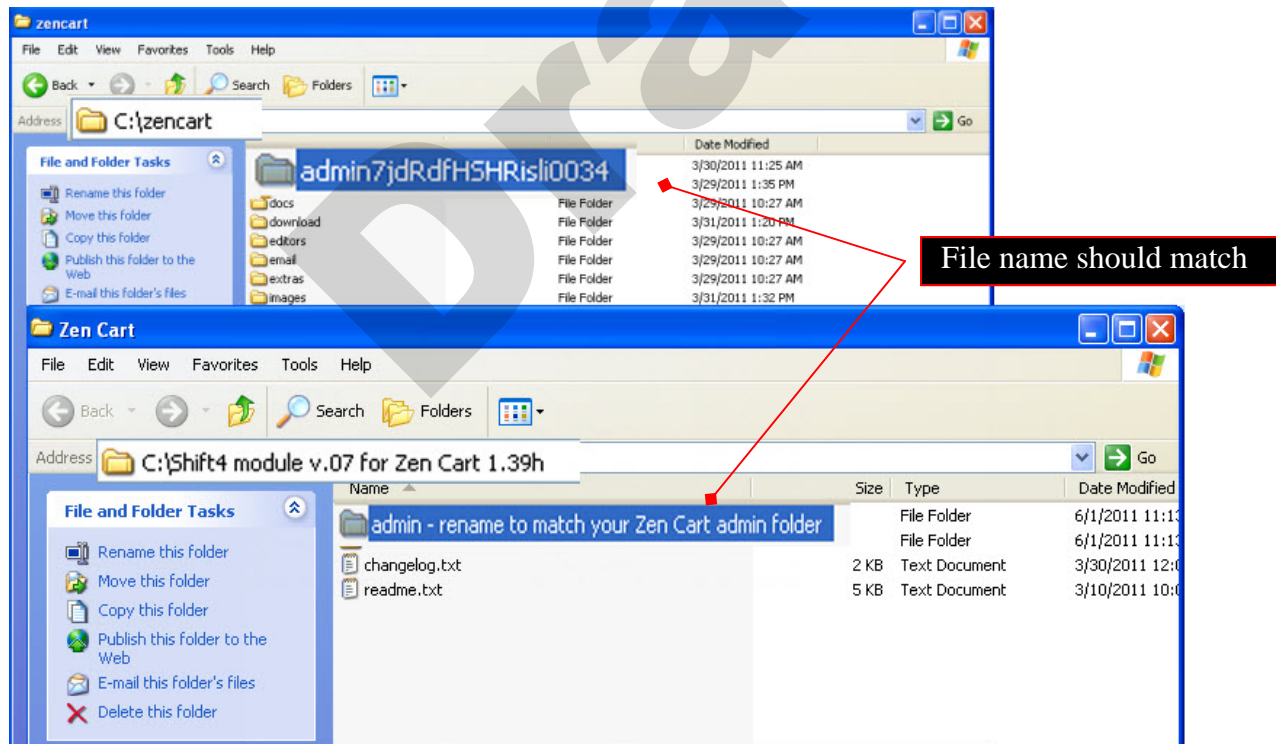 zencart
File Edit View Favorites Tools Help
Back Search Folders
Address C:\zencart Go
Date Modified
File and Folder Tasks
admin7jdRdfHSHRisli0034 3/30/2011 11:25 AM
3/29/2011 1:35 PM
Rename this folder
docs File Folder 3/29/2011 10:27 AM
Move this folder
download File Folder 3/31/2011 1:20 PM
Copy this folder
editors File Folder 3/29/2011 10:27 AM
Publish this folder to the
Web
email File Folder 3/29/2011 10:27 AM
extras File Folder 3/29/2011 10:27 AM
E-mail this folder's files
images File Folder 3/31/2011 1:32 PM
File name should match
Zen Cart
File Edit View Favorites Tools Help
Back Search Folders
Address C:\Shift4 module v.07 for Zen Cart 1.39h Go
Name Size Type Date Modified
File and Folder Tasks
admin - rename to match your Zen Cart admin folder File Folder 6/1/2011 11:13
File Folder 6/1/2011 11:13
Rename this folder
changelog.txt 2 KB Text Document 3/30/2011 12:0
Move this folder
readme.txt 5 KB Text Document 3/10/2011 10:0
Copy this folder
Publish this folder to the
Web
E-mail this folder's files
Delete this folder
Dra